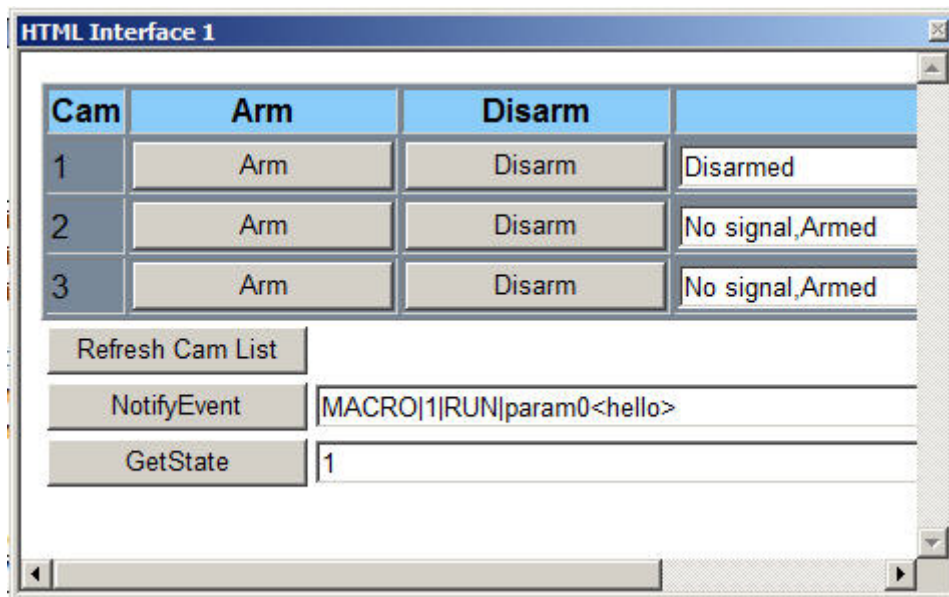 HTML Interface 1
Cam Arm Disarm
1 Arm Disarm Disarmed
2 Arm Disarm No signal,Armed
3 Arm Disarm No signal,Armed
Refresh Cam List
NotifyEvent MACRO|1|RUN|param0<hello>
GetState 1